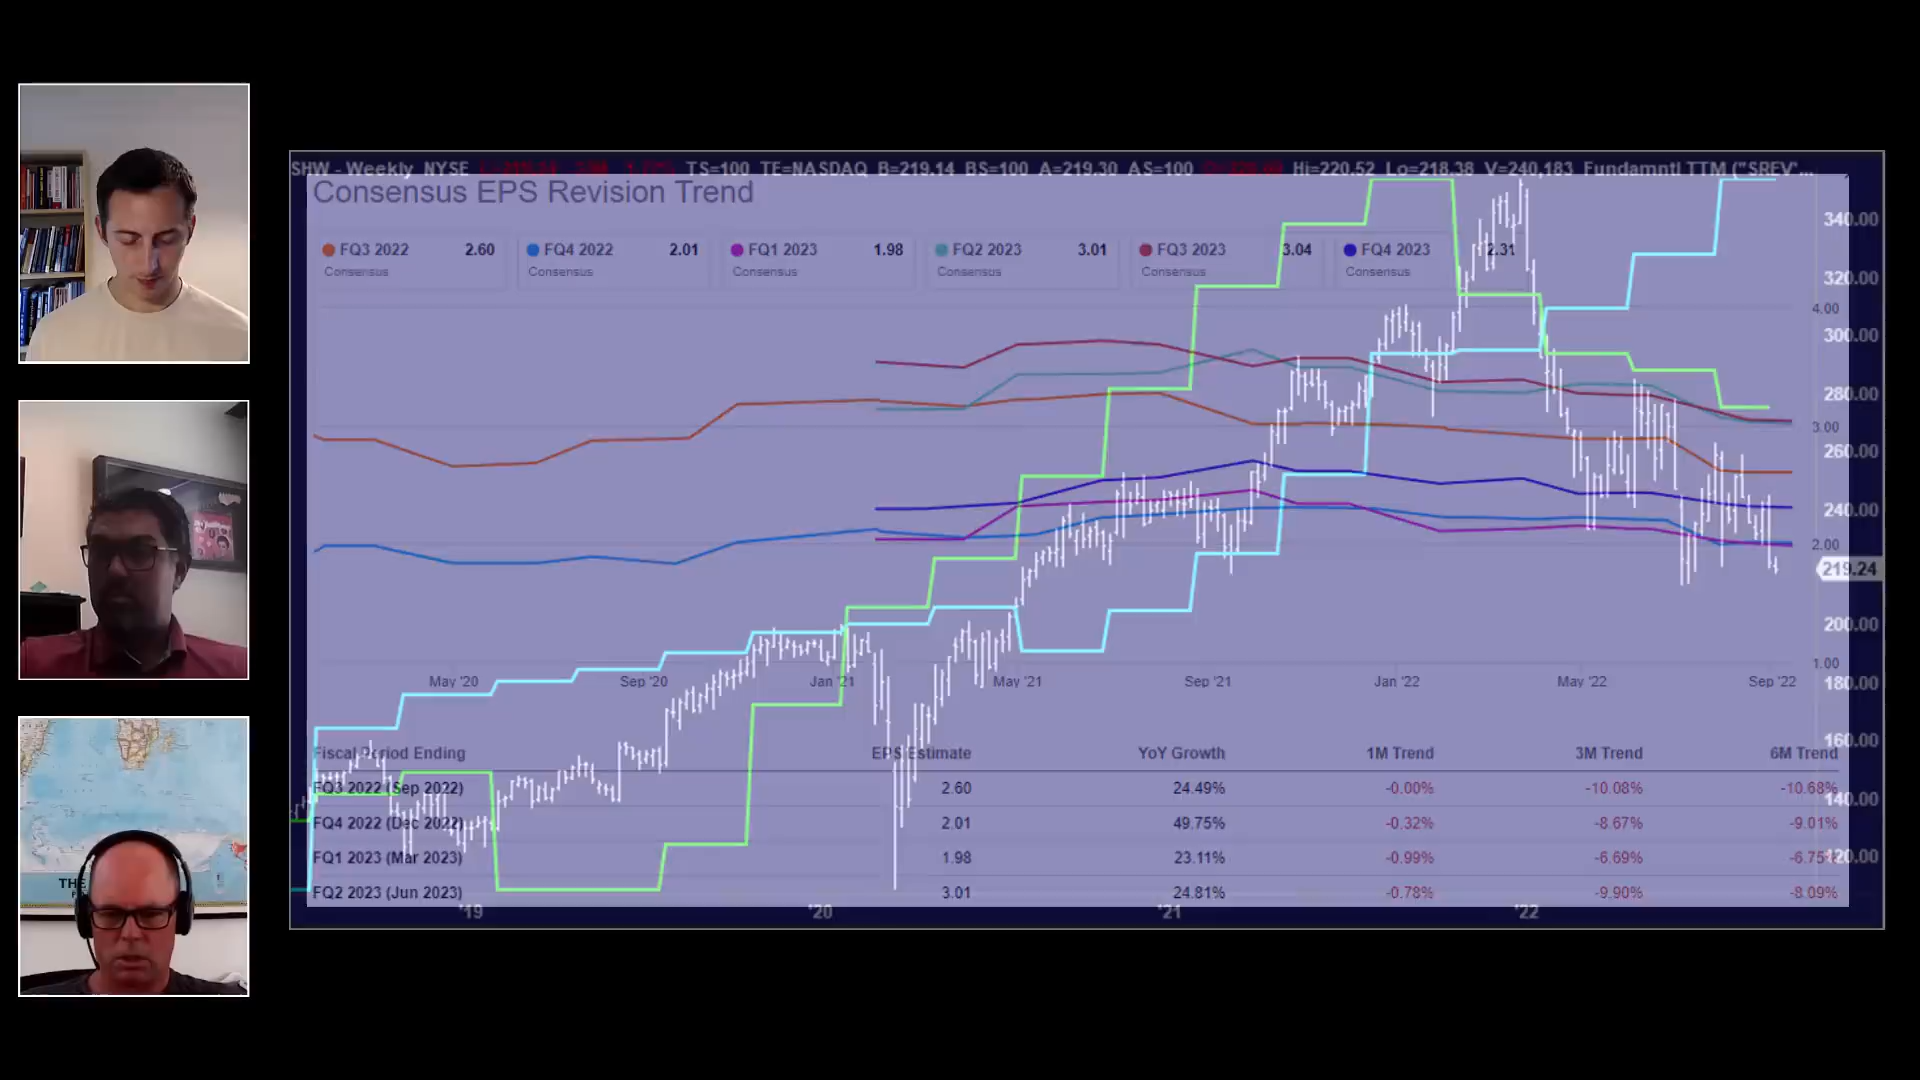 SHW - Weekly NYSE TS=100 TE=NASDAQ B=219.14 BS=100 A=219.30 AS=100 Hi=220.52 Lo=218.38 V=240,183 Fundamntl TTM ("SREV"...
Consensus EPS Revision Trend
FQ3 2022 2.60 FQ4 2022 2.01 FQ1 2023 1.98 FQ2 2023 3.01 FQ3 2023 3.04 FQ4 2023 2.31
Consensus Consensus Consensus Consensus Consensus Consensus
340.00
320.00
4.00
300.00
280.00
3.00
260.00
240.00
2.00
219.24
200.00
1.00
May '20 Sep '20 Jan '21 May '21 Sep '21 Jan '22 May '22 Sep '22
180.00
160.00
Fiscal Period Ending EPS Estimate YoY Growth 1M Trend 3M Trend 6M Trend
FQ3 2022 (Sep 2022) 2.60 24.49% -0.00% -10.08% -10.68%
140.00
FQ4 2022 (Dec 2022) 2.01 49.75% -0.32% -8.67% -9.01%
FQ1 2023 (Mar 2023) 1.98 23.11% -0.99% -6.69% -6.75%
120.00
FQ2 2023 (Jun 2023) 3.01 24.81% -0.78% -9.90% -8.09%
'19 '20 '21 '22
THE